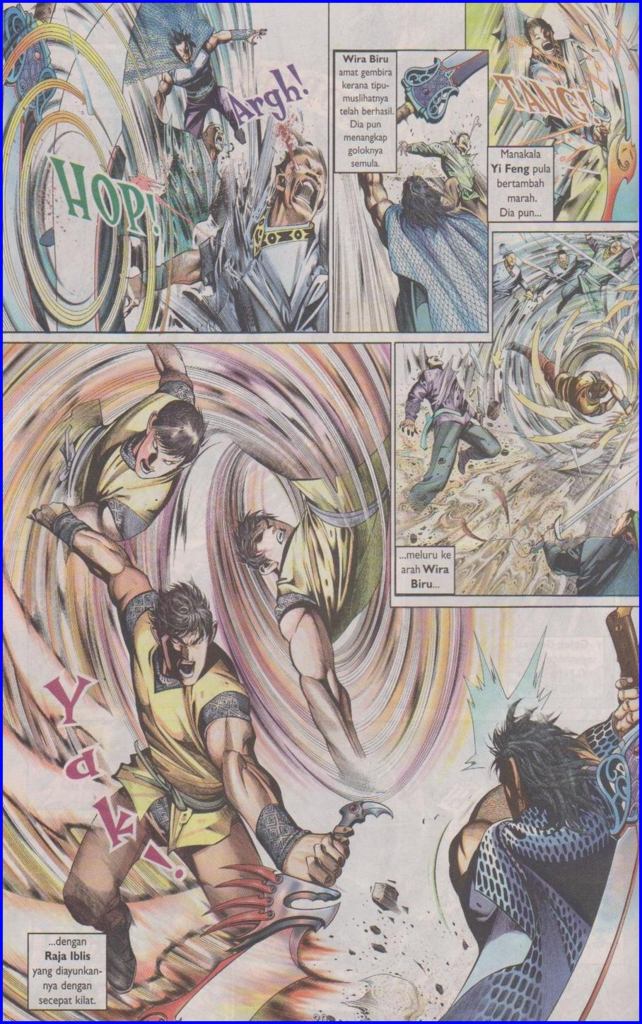 HOP!
Argh!
Wira Biru
amat gembira
kerana tipu-
muslihatnya
telah berhasil.
Dia pun
menangkap
goloknya
semula.
TANG!
Manakala
Yi Feng pula
bertambah
marah.
Dia pun...
...meluru ke
arah Wira
Biru...
Yak!
...dengan
Raja Iblis
yang diayunkan-
nya dengan
secepat kilat.